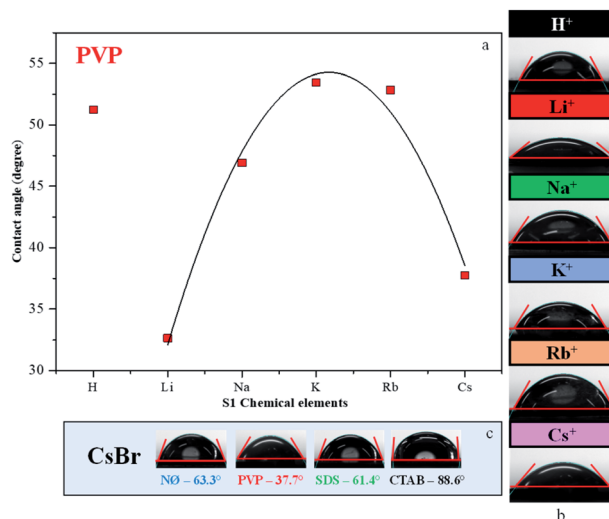 PVP
a
55
50
45
40
35
30
Contact angle (degree)
H
Li
Na
K
Rb
Cs
S1 Chemical elements
H⁺
Li⁺
Na⁺
K⁺
Rb⁺
Cs⁺
b
c
CsBr
NØ – 63.3°
PVP – 37.7°
SDS – 61.4°
CTAB – 88.6°